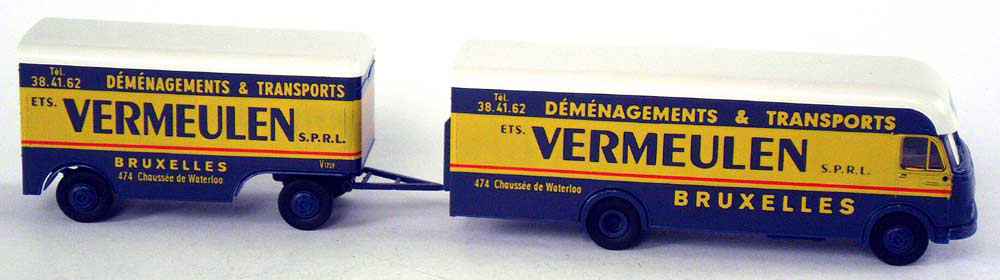 Tél.
38.41.62
DÉMÉNAGEMENTS & TRANSPORTS
ETS.
VERMEULEN S.P.R.L.
BRUXELLES
V1759
474 Chaussée de Waterloo
Tél.
38.41.62
DÉMÉNAGEMENTS & TRANSPORTS
ETS.
VERMEULEN S.P.R.L.
474 Chaussée de Waterloo
BRUXELLES